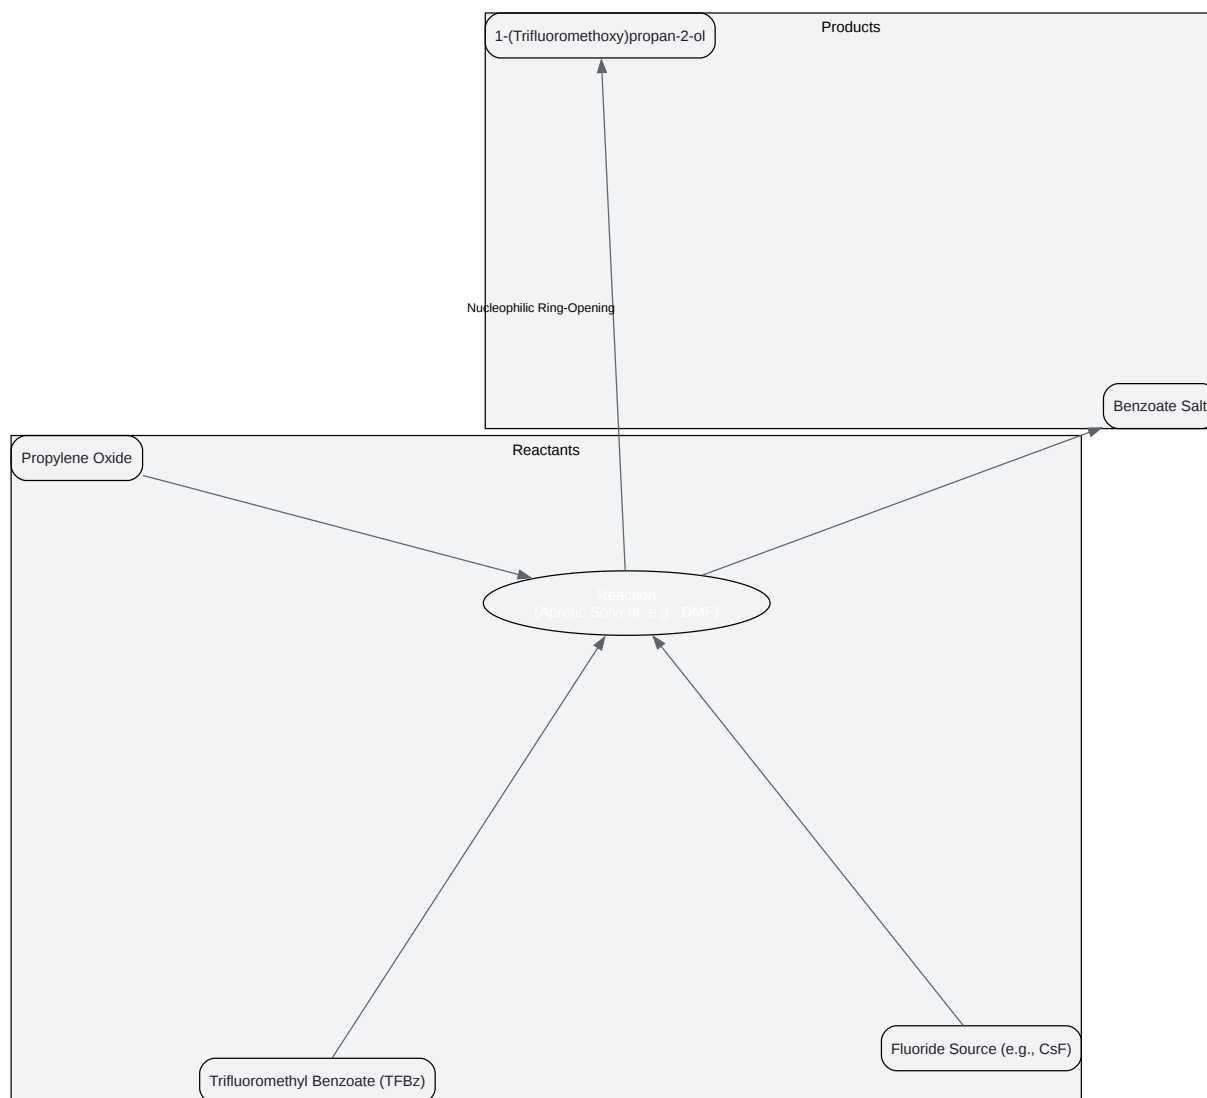 1-(Trifluoromethoxy)propan-2-ol
Products
Nucleophilic Ring-Opening
Benzoate Salt
Reactants
Propylene Oxide
Reaction
(Aprotic Solvent, e.g., DMF)
Fluoride Source (e.g., CsF)
Trifluoromethyl Benzoate (TFBz)